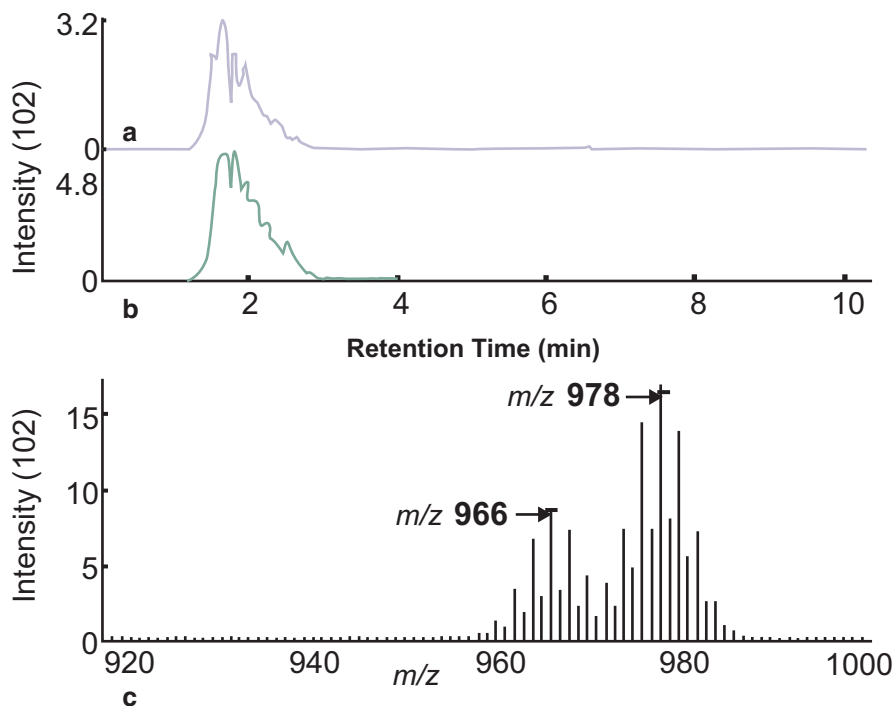 3.2
a
0
Intensity (102)
4.8
0
b
2 4 6 8 10
Retention Time (min)
15
m/z 978
10
m/z 966
Intensity (102)
5
0
920 940 m/z 960 980 1000
c